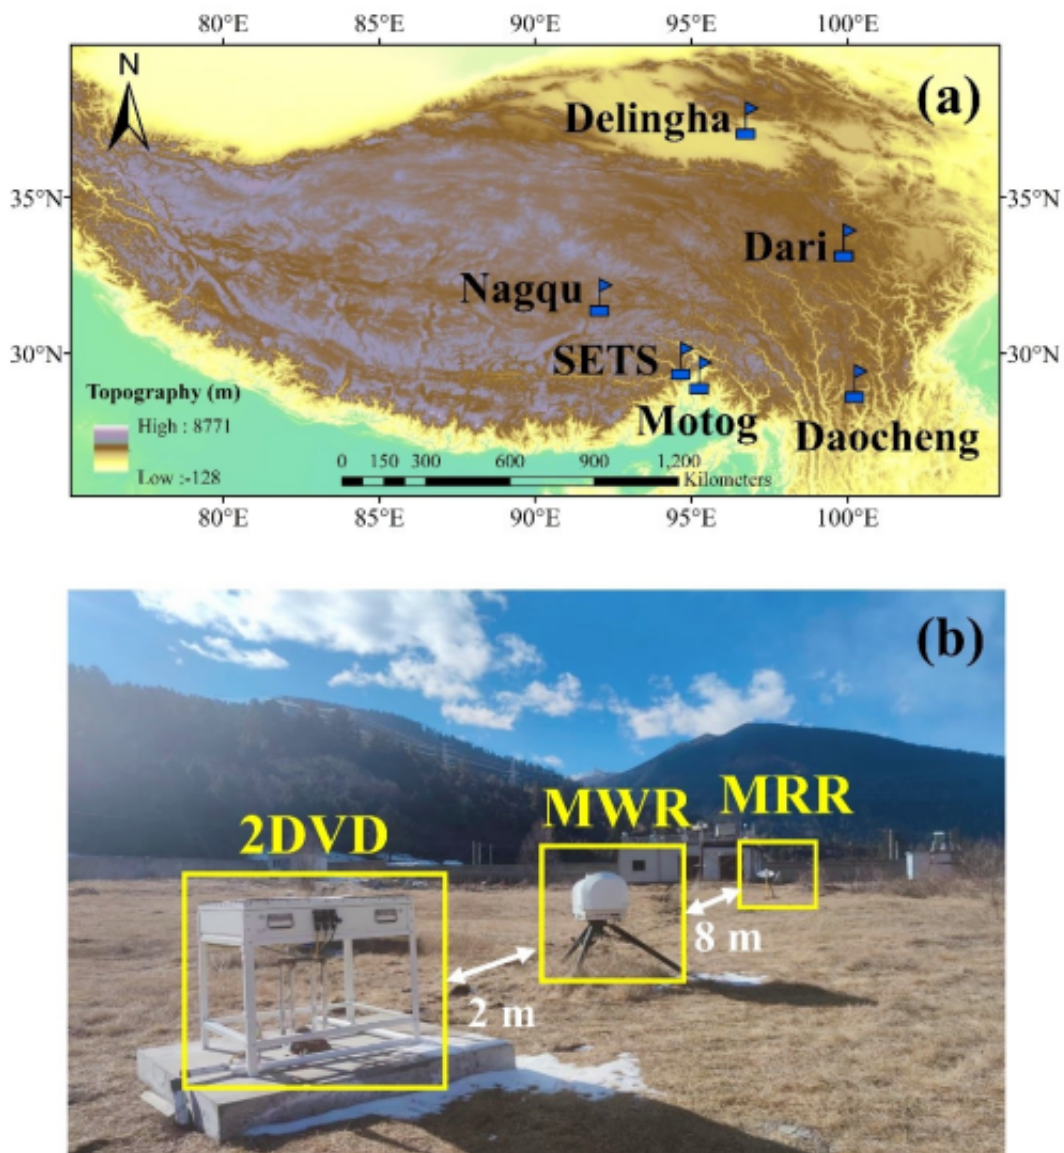 80°E 85°E 90°E 95°E 100°E
N
(a)
Delingha
35°N 35°N
Dari
Nagqu
SETS
30°N 30°N
Motog
Daocheng
Topography (m)
High : 8771
Low :-128
0 150 300 600 900 1,200
Kilometers
80°E 85°E 90°E 95°E 100°E
(b)
2DVD MWR MRR
8 m
2 m